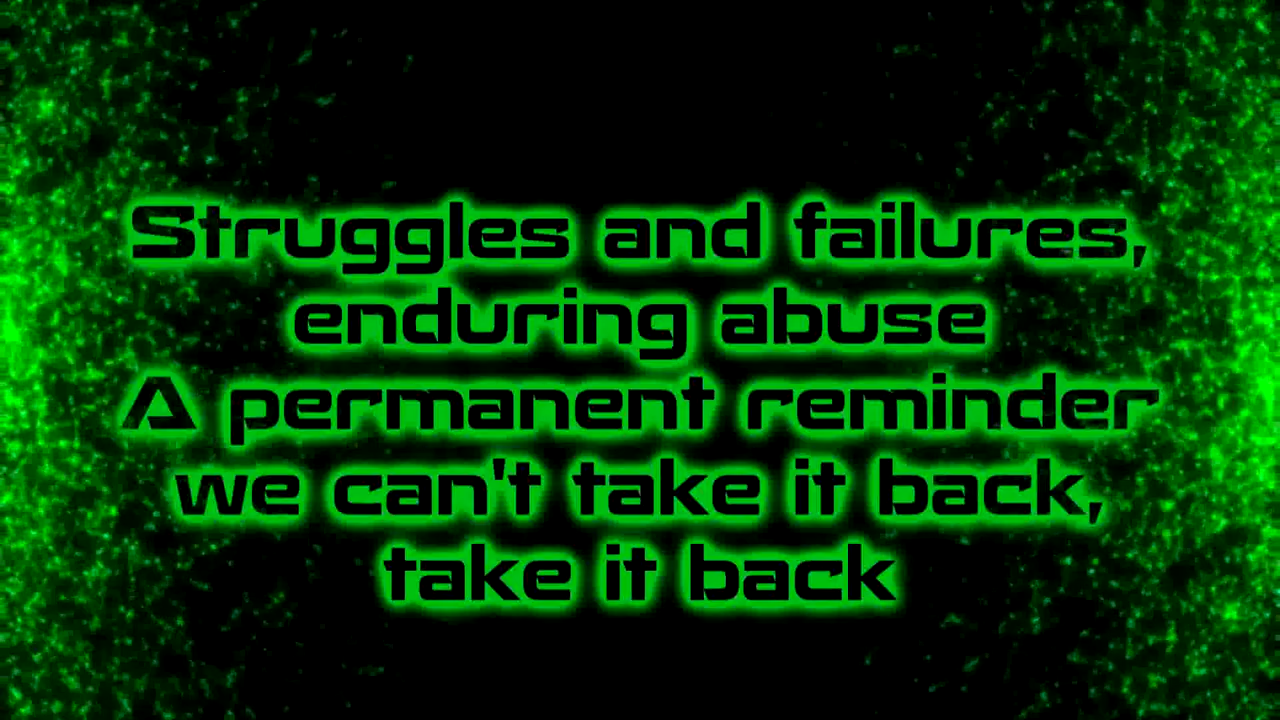 Struggles and failures,
enduring abuse
A permanent reminder
we can't take it back,
take it back